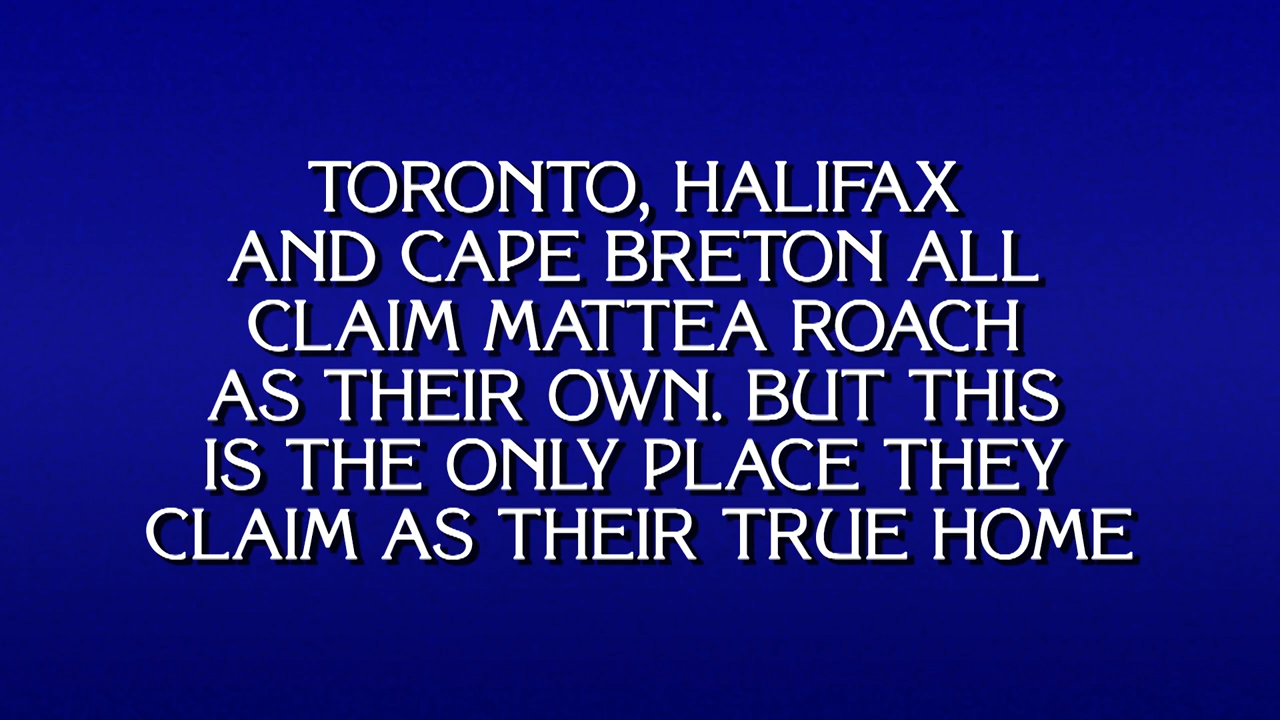 TORONTO, HALIFAX
AND CAPE BRETON ALL
CLAIM MATTEA ROACH
AS THEIR OWN. BUT THIS
IS THE ONLY PLACE THEY
CLAIM AS THEIR TRUE HOME